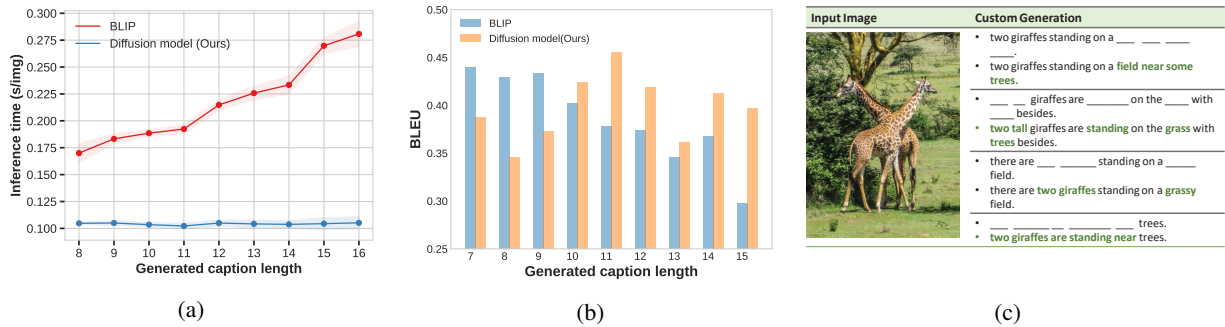 0.300
0.275
0.250
0.225
0.200
0.175
0.150
0.125
0.100
Inference time (s/img)
BLIP
Diffusion model (Ours)
8 9 10 11 12 13 14 15 16
Generated caption length
(a)
0.50
0.45
0.40
0.35
0.30
0.25
BLEU
BLIP
Diffusion model(Ours)
7 8 9 10 11 12 13 14 15
Generated caption length
(b)
Input Image Custom Generation
• two giraffes standing on a ___ ___ ____
____.
• two giraffes standing on a field near some
trees.
• ___ __ giraffes are _______ on the ____ with
____ besides.
• two tall giraffes are standing on the grass with
trees besides.
• there are ___ ______ standing on a _____
field.
• there are two giraffes standing on a grassy
field.
• ___ ______ __ _______ ___ trees.
• two giraffes are standing near trees.
(c)